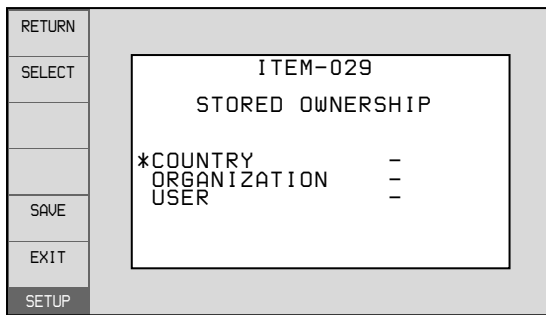 RETURN
SELECT
SAVE
EXIT
SETUP
ITEM-029
STORED OWNERSHIP
*COUNTRY –
ORGANIZATION –
USER –